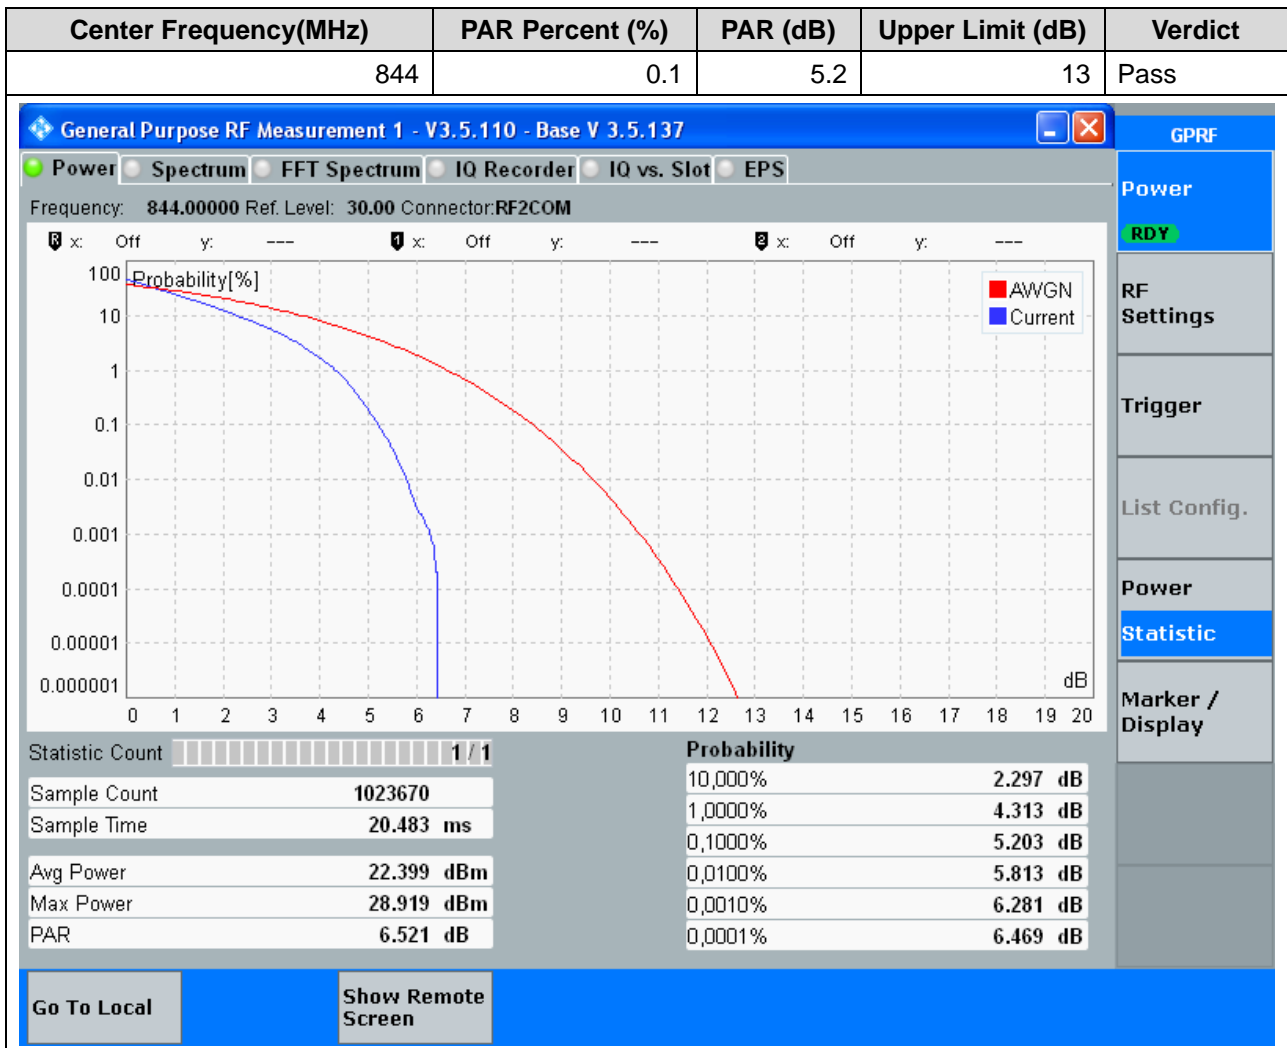 Center Frequency(MHz) PAR Percent (%) PAR (dB) Upper Limit (dB) Verdict
844 0.1 5.2 13 Pass
General Purpose RF Measurement 1 - V3.5.110 - Base V 3.5.137
GPRF
Power Spectrum FFT Spectrum IQ Recorder IQ vs. Slot EPS
Power
RDY
Frequency: 844.00000 Ref. Level: 30.00 Connector:RF2COM
R x: Off y: --- 1 x: Off y: --- 2 x: Off y: ---
Probability[%]
AWGN
Current
100
10
1
0.1
0.01
0.001
0.0001
0.00001
0.000001
dB
0 1 2 3 4 5 6 7 8 9 10 11 12 13 14 15 16 17 18 19 20
RF
Settings
Trigger
List Config.
Power
Statistic
Marker /
Display
Statistic Count 1 / 1
Sample Count 1023670
Sample Time 20.483 ms
Avg Power 22.399 dBm
Max Power 28.919 dBm
PAR 6.521 dB
Probability
10,000% 2.297 dB
1,0000% 4.313 dB
0,1000% 5.203 dB
0,0100% 5.813 dB
0,0010% 6.281 dB
0,0001% 6.469 dB
Go To Local
Show Remote
Screen